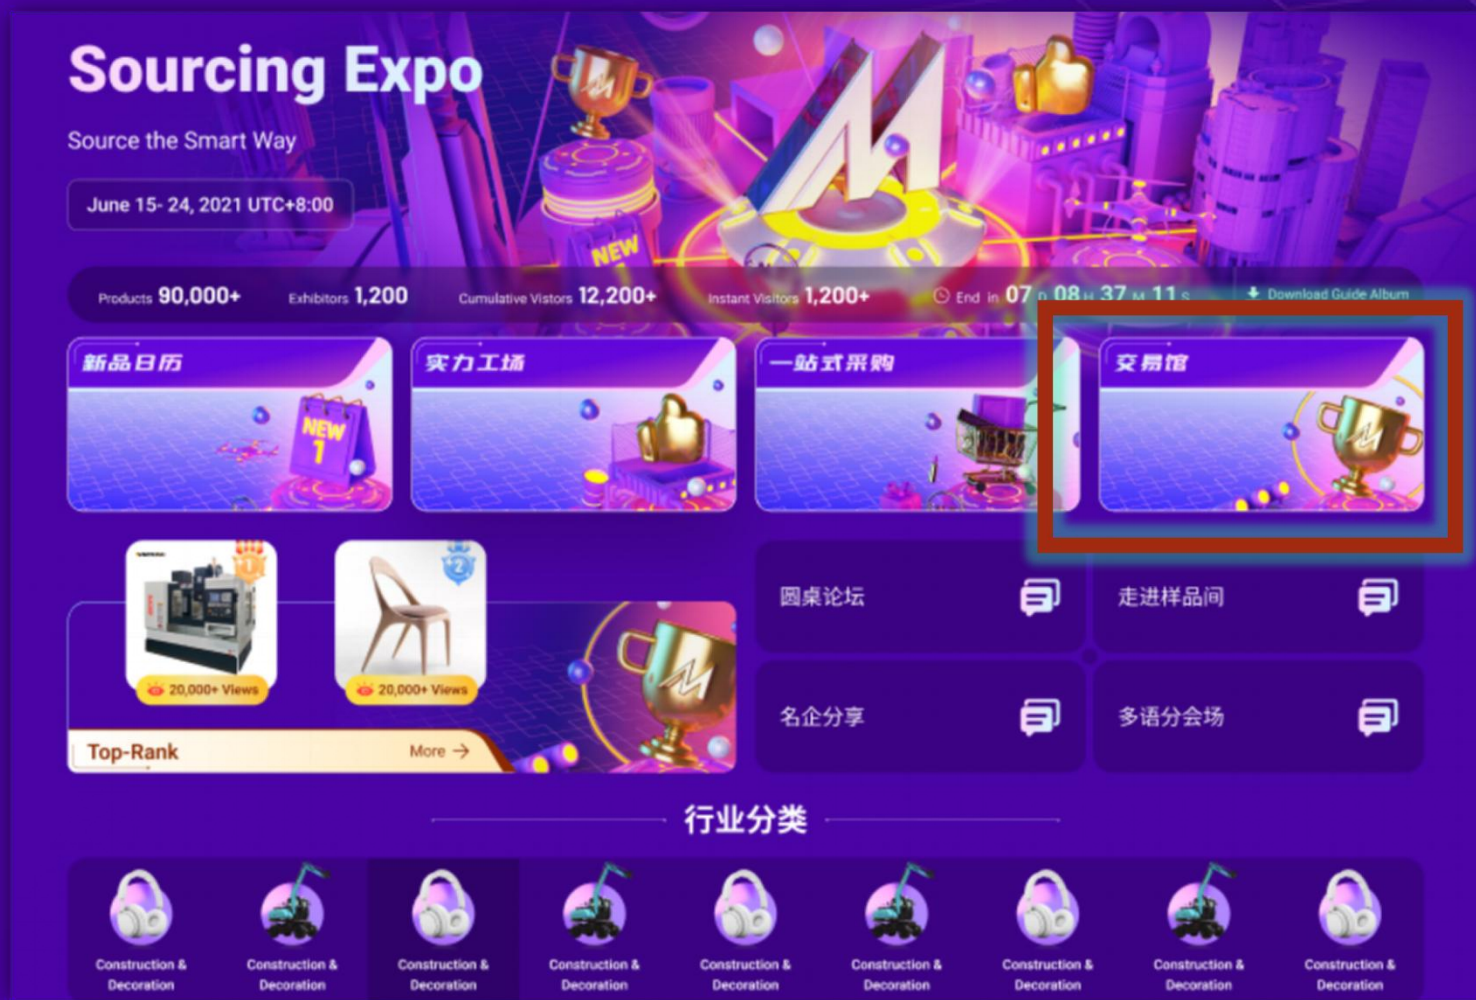 Sourcing Expo
Source the Smart Way
June 15- 24, 2021 UTC+8:00
NEW
1
Products 90,000+
Exhibitors 1,200
Cumulative Vistors 12,200+
Instant Visitors 1,200+
End in 07 D 08 H 37 M 11 S
Download Guide Album
新品日历
实力工场
一站式采购
交易馆
NEW
1
1
2
20,000+ Views
20,000+ Views
圆桌论坛
走进样品间
名企分享
多语分会场
Top-Rank
More →
行业分类
Construction &
Decoration
Construction &
Decoration
Construction &
Decoration
Construction &
Decoration
Construction &
Decoration
Construction &
Decoration
Construction &
Decoration
Construction &
Decoration
Construction &
Decoration